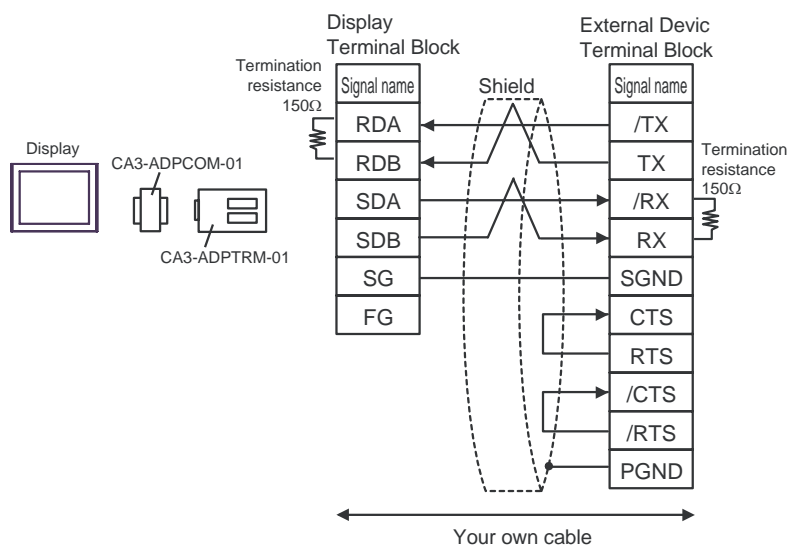 Display
Terminal Block
External Devic
Terminal Block
Termination
resistance
150Ω
Signal name
Shield
Signal name
RDA
/TX
RDB
TX
Termination
resistance
150Ω
Display
CA3-ADPCOM-01
SDA
/RX
SDB
RX
CA3-ADPTRM-01
SG
SGND
FG
CTS
RTS
/CTS
/RTS
PGND
Your own cable